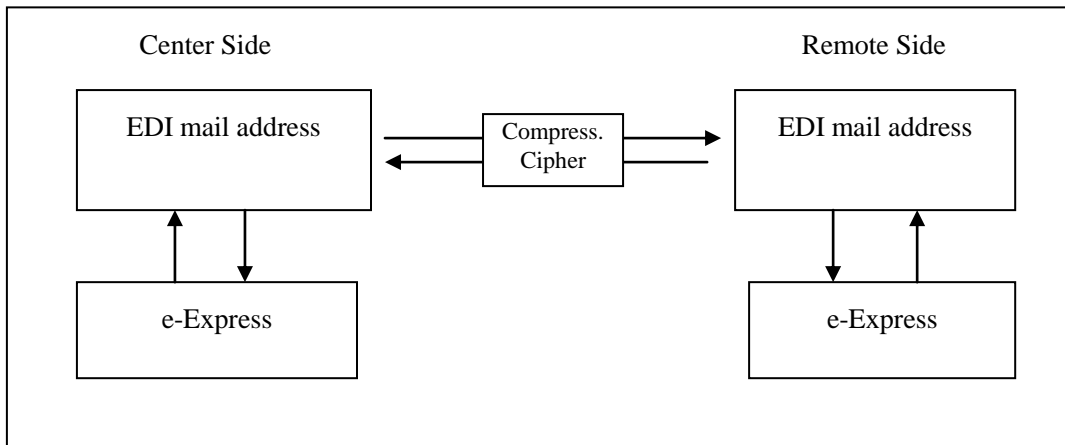 Center Side
Remote Side
EDI mail address
Compress.
Cipher
EDI mail address
e-Express
e-Express